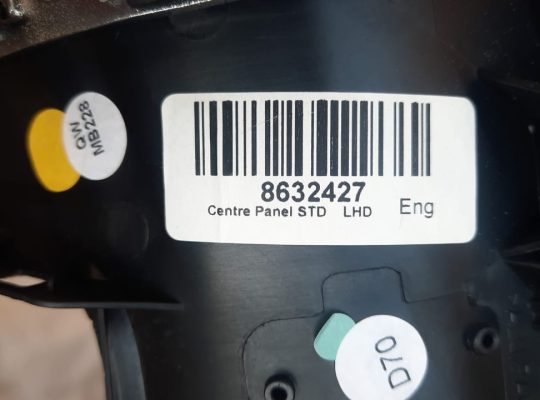 QW
MB228
8632427
Centre Panel STD LHD Eng
D70